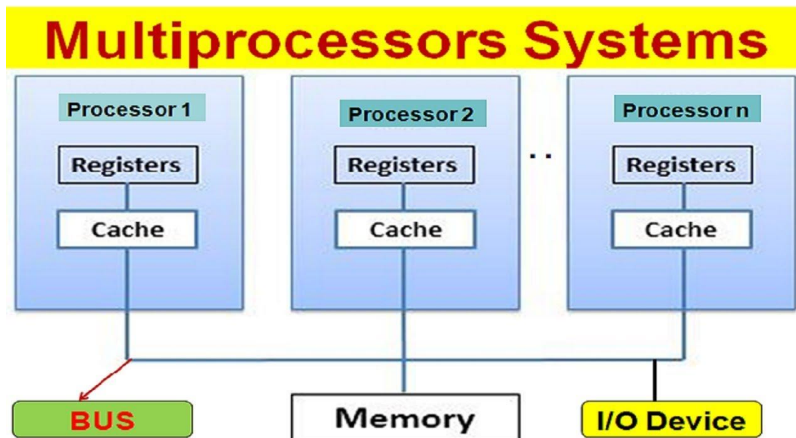 Multiprocessors Systems
Processor 1
Processor 2
Processor n
Registers
Registers
. .
Registers
Cache
Cache
Cache
BUS
Memory
I/O Device